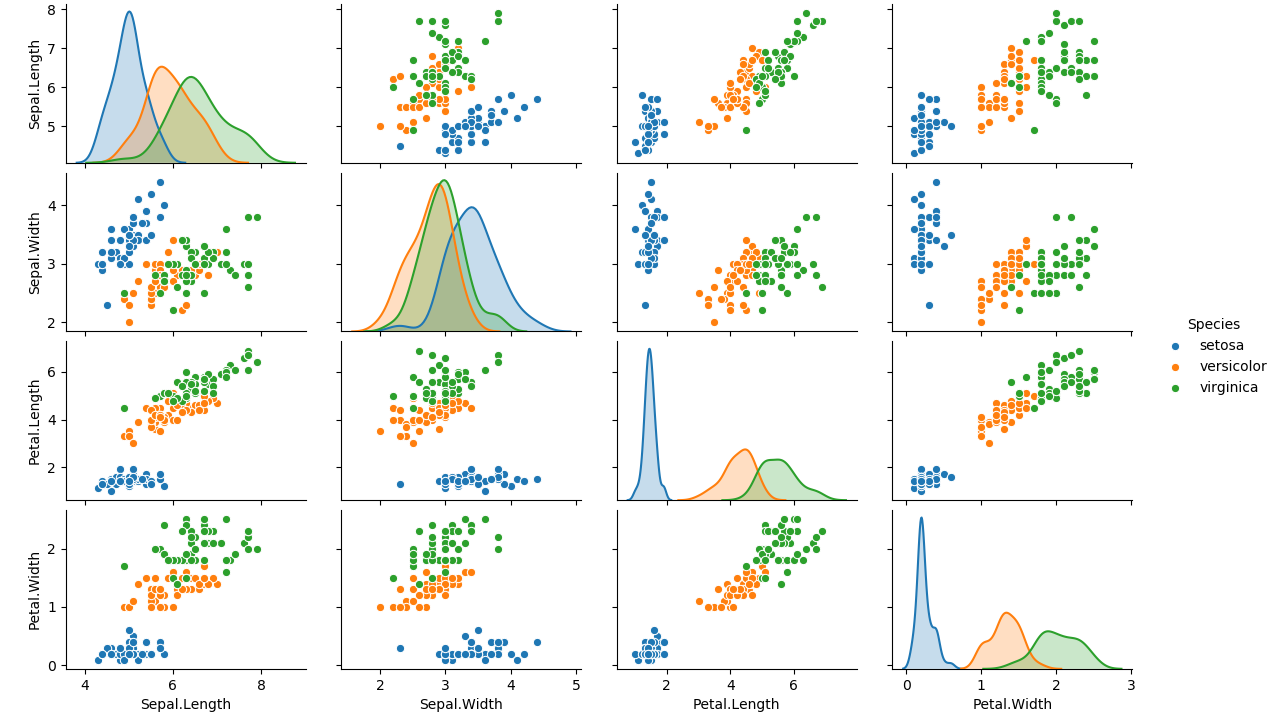 8
7
6
5
Sepal.Length
4
3
2
Sepal.Width
6
4
2
Petal.Length
2
1
0
Petal.Width
4 6 8
Sepal.Length
2 3 4 5
Sepal.Width
2 4 6
Petal.Length
0 1 2 3
Petal.Width
Species
setosa
versicolor
virginica